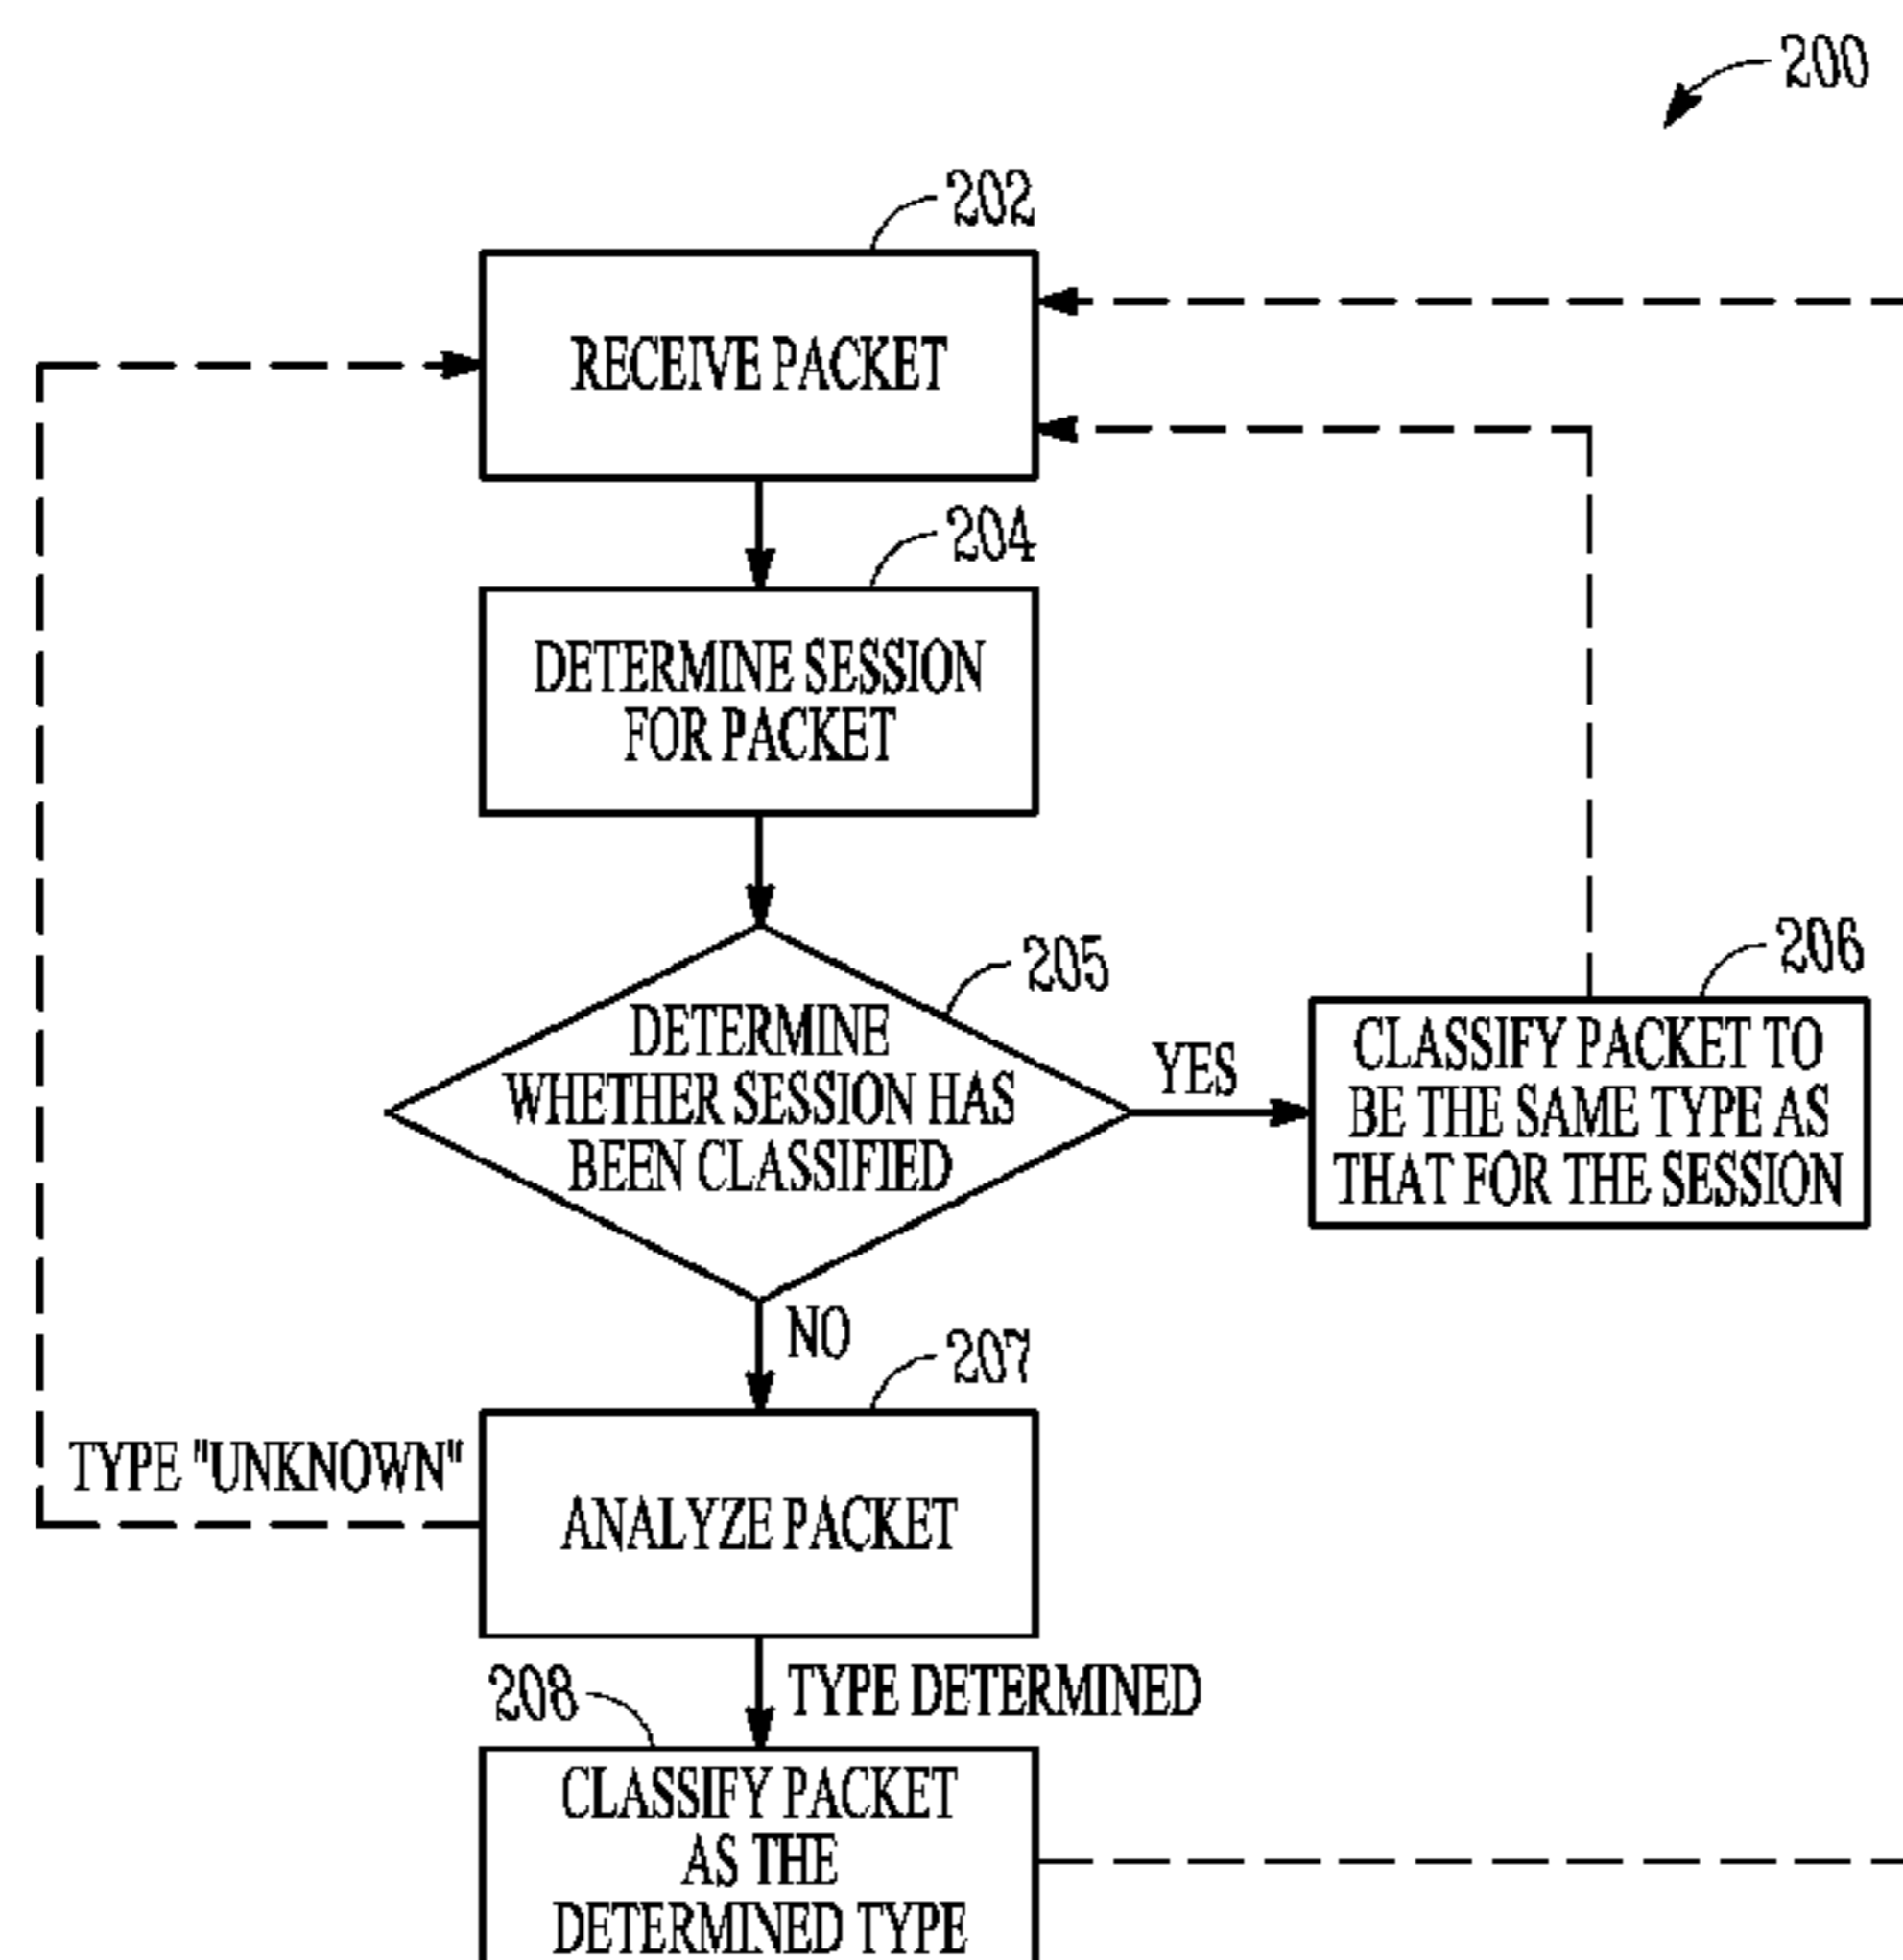 200
202
RECEIVE PACKET
204
DETERMINE SESSION
FOR PACKET
205
DETERMINE
WHETHER SESSION HAS
BEEN CLASSIFIED
YES
206
CLASSIFY PACKET TO
BE THE SAME TYPE AS
THAT FOR THE SESSION
NO
207
TYPE "UNKNOWN"
ANALYZE PACKET
208
TYPE DETERMINED
CLASSIFY PACKET
AS THE
DETERMINED TYPE